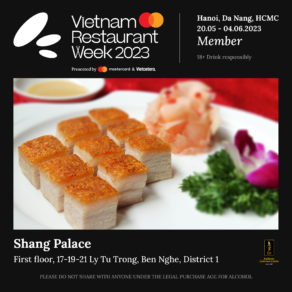 Vietnam
Restaurant
Week 2023
Presented by mastercard & Vietcetera.
Hanoi, Da Nang, HCMC
20.05 - 04.06.2023
Member
18+ Drink responsibly
Shang Palace
First floor, 17-19-21 Ly Tu Trong, Ben Nghe, District 1
PLEASE DO NOT SHARE WITH ANYONE UNDER THE LEGAL PURCHASE AGE FOR ALCOHOL